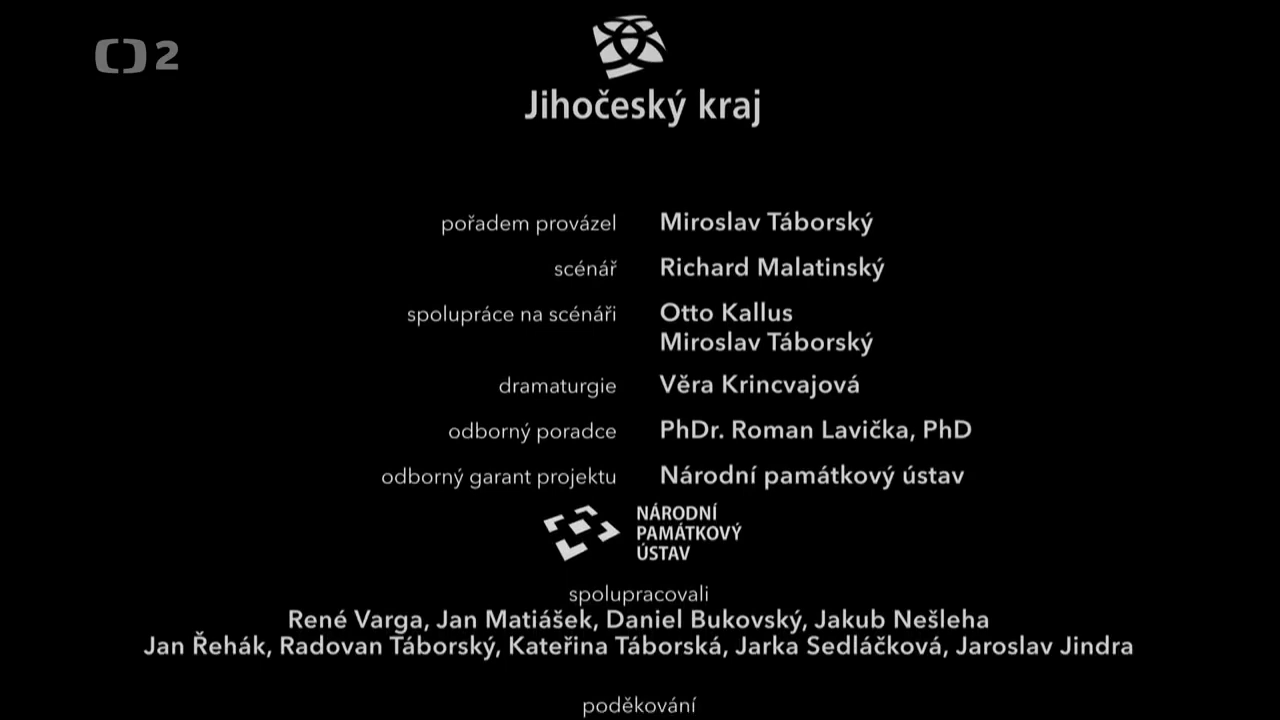 2
Jihočeský kraj
pořadem provázel Miroslav Táborský
scénář Richard Malatinský
spolupráce na scénáři Otto Kallus
Miroslav Táborský
dramaturgie Věra Krincvajová
odborný poradce PhDr. Roman Lavička, PhD
odborný garant projektu Národní památkový ústav
NÁRODNÍ
PAMÁTKOVÝ
ÚSTAV
spolupracovali
René Varga, Jan Matiášek, Daniel Bukovský, Jakub Nešleha
Jan Řehák, Radovan Táborský, Kateřina Táborská, Jarka Sedláčková, Jaroslav Jindra
poděkování